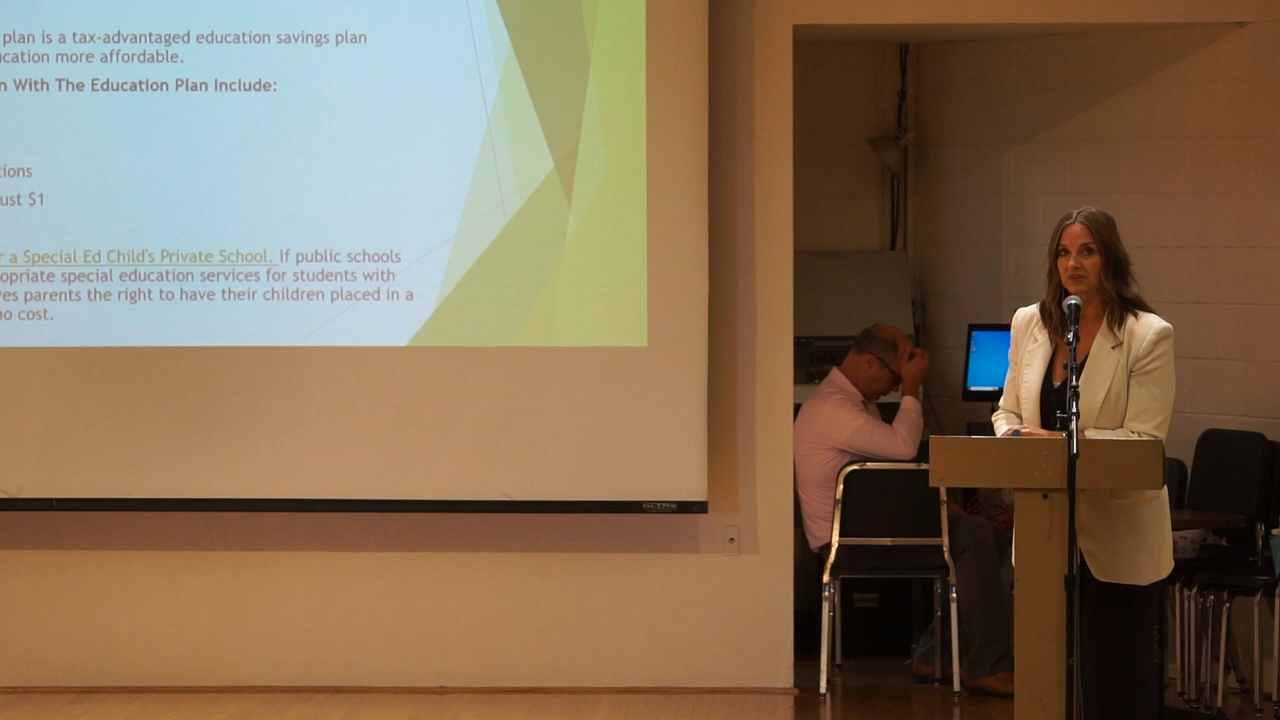 plan is a tax-advantaged education savings plan
ucation more affordable.
n With The Education Plan Include:
tions
ust $1
r a Special Ed Child's Private School. If public schools
opriate special education services for students with
ves parents the right to have their children placed in a
no cost.
DA-LITE